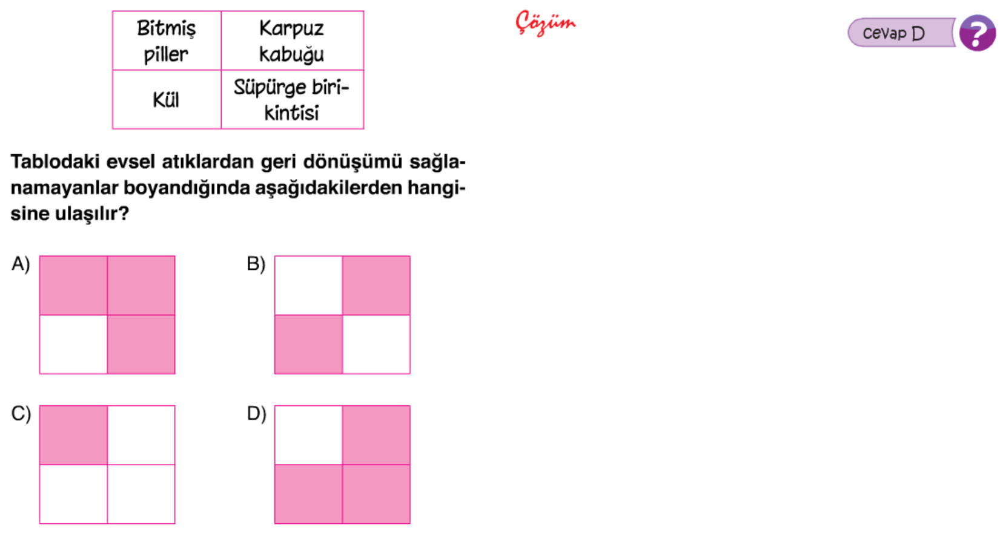 Bitmiş
piller
Karpuz
kabuğu
Kül
Süpürge biri-
kintisi
Tablodaki evsel atıklardan geri dönüşümü sağla-
namayanlar boyandığında aşağıdakilerden hangi-
sine ulaşılır?
A)
B)
C)
D)
Çözüm
cevap D
?